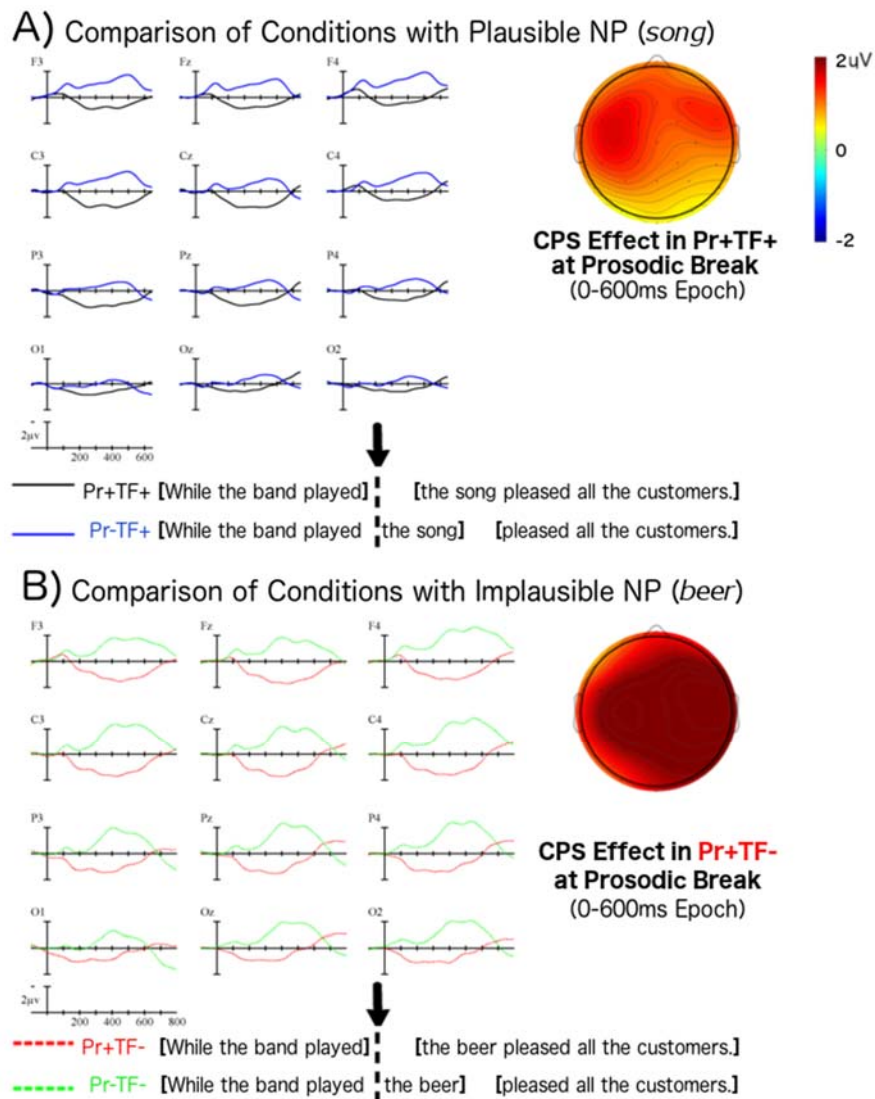 A) Comparison of Conditions with Plausible NP (song)
F3 Fz F4
C3 Cz C4
P3 Pz P4
O1 Oz O2
2μv
200 400 600
2uV
0
-2
CPS Effect in Pr+TF+
at Prosodic Break
(0-600ms Epoch)
Pr+TF+ [While the band played] [the song pleased all the customers.]
Pr-TF+ [While the band played the song] [pleased all the customers.]
B) Comparison of Conditions with Implausible NP (beer)
F3 Fz F4
C3 Cz C4
P3 Pz P4
O1 Oz O2
2μv
200 400 600 800
CPS Effect in Pr+TF-
at Prosodic Break
(0-600ms Epoch)
Pr+TF- [While the band played] [the beer pleased all the customers.]
Pr-TF- [While the band played the beer] [pleased all the customers.]